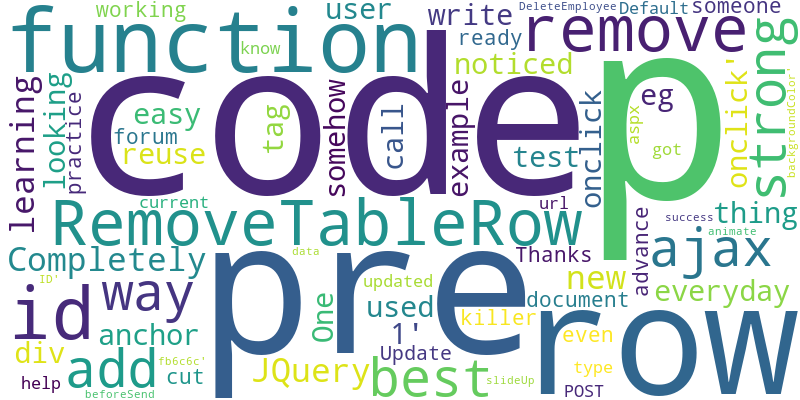 working
user
write
DeleteEmployee
Default
someone
function
know
ready
remove
noticed
code
p
strong
learning
looking
practice
easy
forum
reuse
tag
somehow
call
example
test
onclick
eg
aspx
got
onclick'
backgroundColor'
current
RemoveTableRow
url
success
thing
animate
Completely
data
Thanks
advance
ajax
ID'
id
way
pre
updated
new
document
everyday
row
used
1'
One
killer
even
anchor
div
add
fb6c6c'
cut
help
beforeSend
JQuery
Update
best
slideUp
type
POST